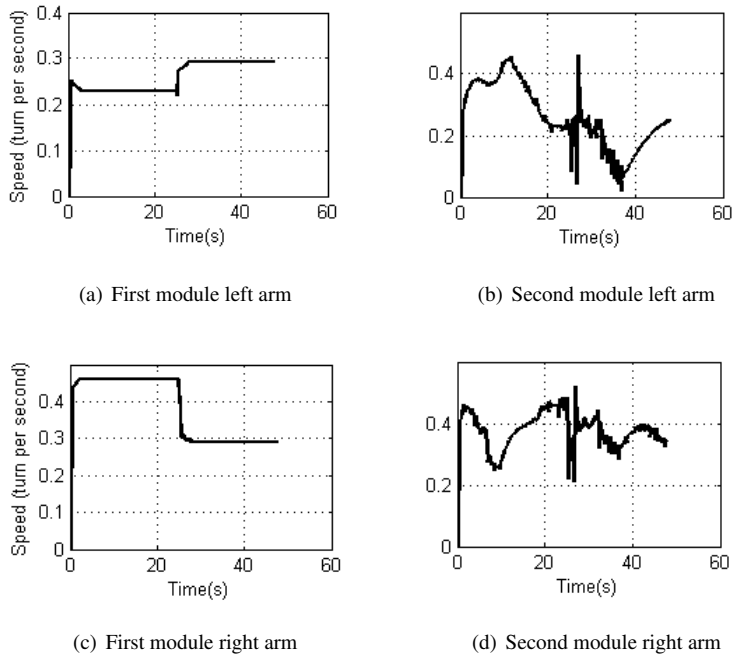 0.4
0.3
0.2
0.1
0
Speed (turn per second)
0 20 40 60
Time(s)
(a) First module left arm
0.4
0.2
0
0 20 40 60
Time(s)
(b) Second module left arm
0.4
0.3
0.2
0.1
0
Speed (turn per second)
0 20 40 60
Time(s)
(c) First module right arm
0.4
0.2
0
0 20 40 60
Time(s)
(d) Second module right arm